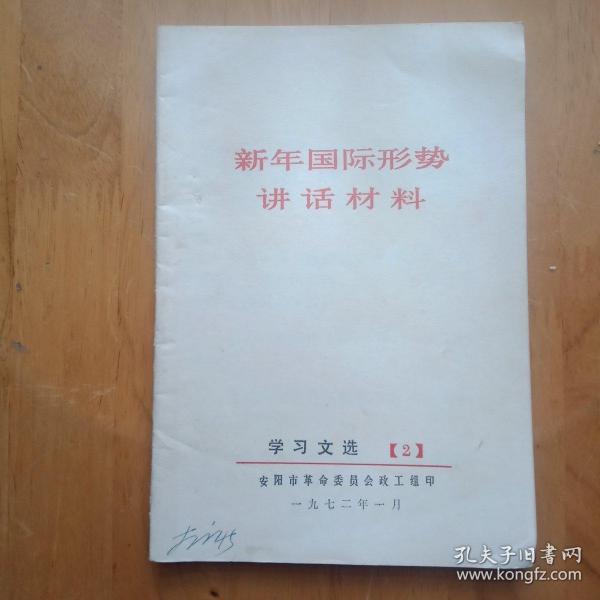 新年国际形势
讲话材料
学习文选 【2】
安阳市革命委员会政工组印
一九七二年一月
孔夫子旧书网
www.kongfz.com